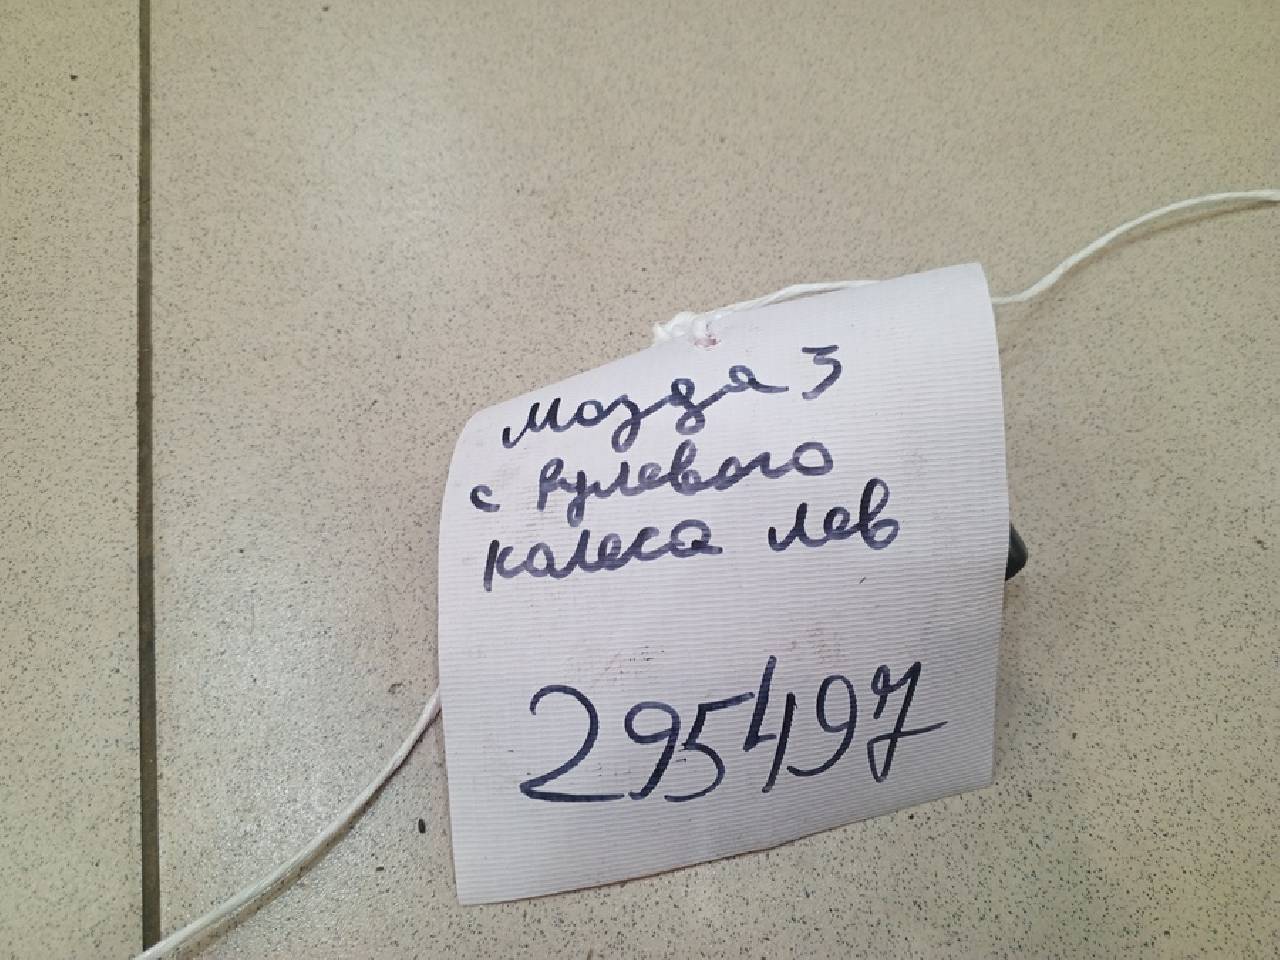 Мозда 3
с Рулевого
колеса лев
295497